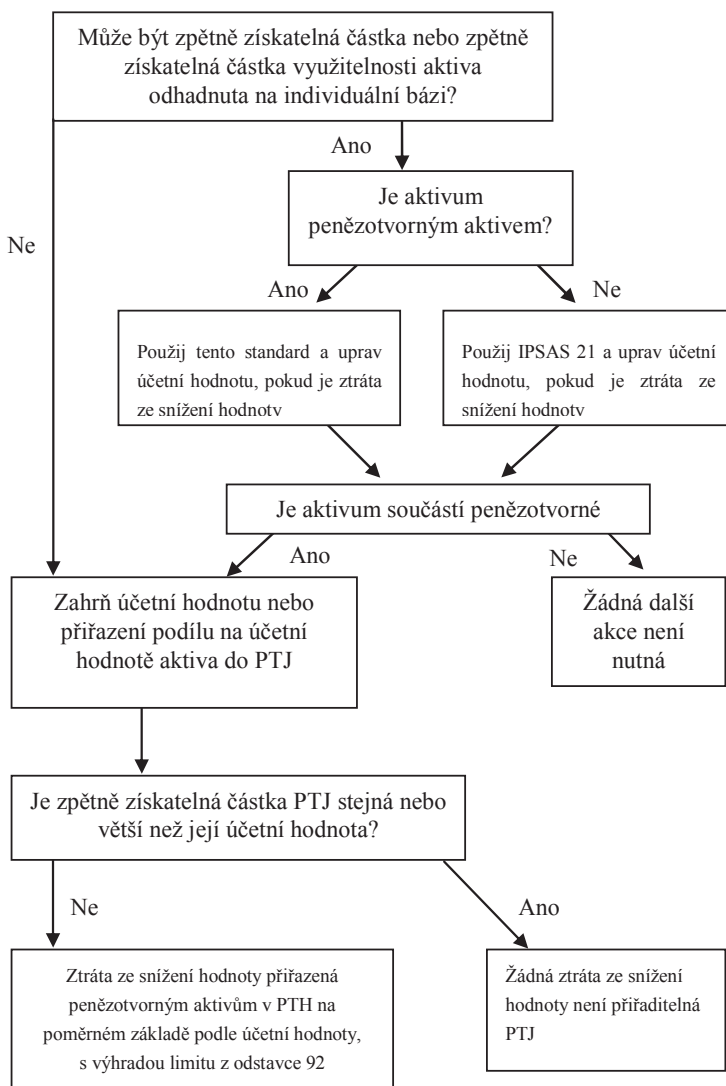 Může být zpětně získatelná částka nebo zpětně
získatelná částka využitelnosti aktiva
odhadnuta na individuální bázi?
Ano
Je aktivum
penězotvorným aktivem?
Ne
Ano
Ne
Použij tento standard a uprav
účetní hodnotu, pokud je ztráta
ze snížení hodnotv
Použij IPSAS 21 a uprav účetní
hodnotu, pokud je ztráta ze
snížení hodnotv
Je aktivum součástí penězotvorné
Ano
Ne
Zahrň účetní hodnotu nebo
přiřazení podílu na účetní
hodnotě aktiva do PTJ
Žádná další
akce není
nutná
Je zpětně získatelná částka PTJ stejná nebo
větší než její účetní hodnota?
Ne
Ano
Ztráta ze snížení hodnoty přiřazená
penězotvorným aktivům v PTH na
poměrném základě podle účetní hodnoty,
s výhradou limitu z odstavce 92
Žádná ztráta ze snížení
hodnoty není přiřaditelná
PTJ